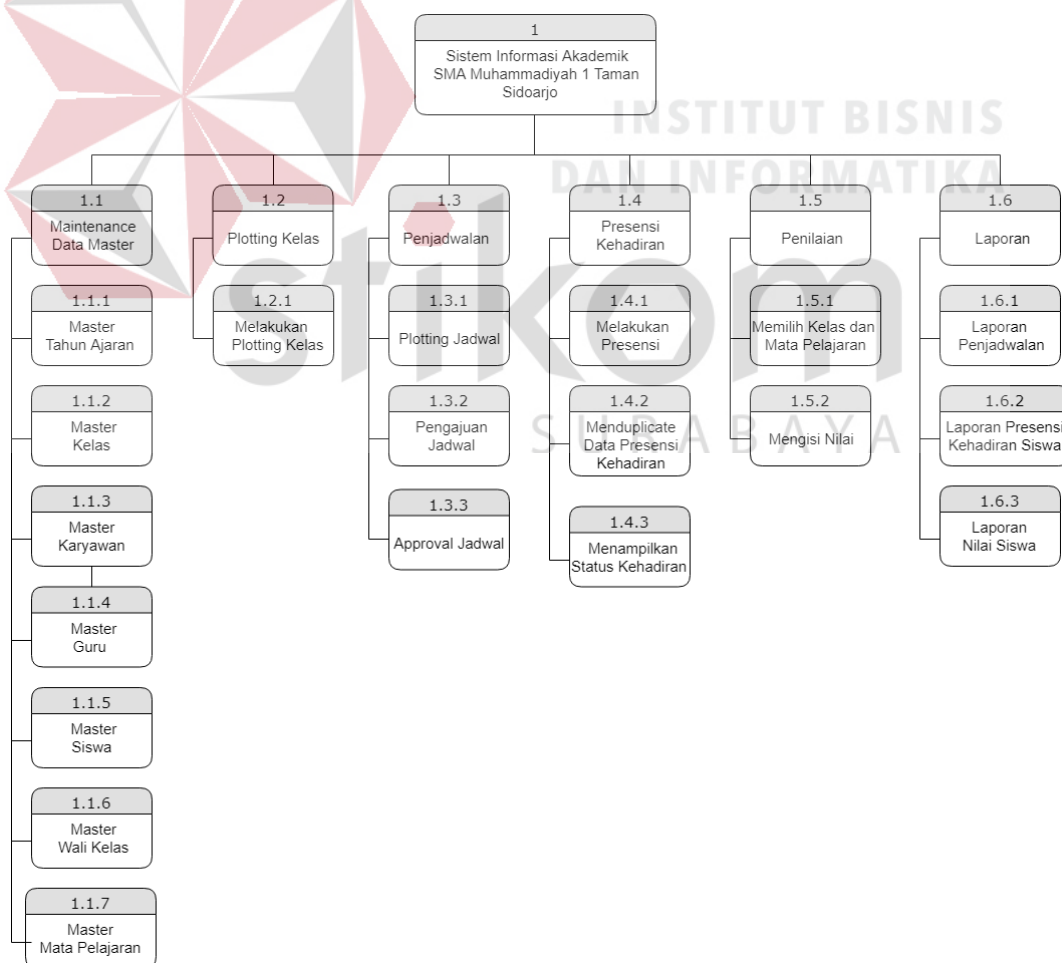 1
Sistem Informasi Akademik
SMA Muhammadiyah 1 Taman
Sidoarjo
INSTITUT BISNIS
DAN INFORMATIKA
stikom
SURABAYA
1.1
Maintenance
Data Master
1.1.1
Master
Tahun Ajaran
1.1.2
Master
Kelas
1.1.3
Master
Karyawan
1.1.4
Master
Guru
1.1.5
Master
Siswa
1.1.6
Master
Wali Kelas
1.1.7
Master
Mata Pelajaran
1.2
Plotting Kelas
1.2.1
Melakukan
Plotting Kelas
1.3
Penjadwalan
1.3.1
Plotting Jadwal
1.3.2
Pengajuan
Jadwal
1.3.3
Approval Jadwal
1.4
Presensi
Kehadiran
1.4.1
Melakukan
Presensi
1.4.2
Menduplicate
Data Presensi
Kehadiran
1.4.3
Menampilkan
Status Kehadiran
1.5
Penilaian
1.5.1
Memilih Kelas dan
Mata Pelajaran
1.5.2
Mengisi Nilai
1.6
Laporan
1.6.1
Laporan
Penjadwalan
1.6.2
Laporan Presensi
Kehadiran Siswa
1.6.3
Laporan
Nilai Siswa